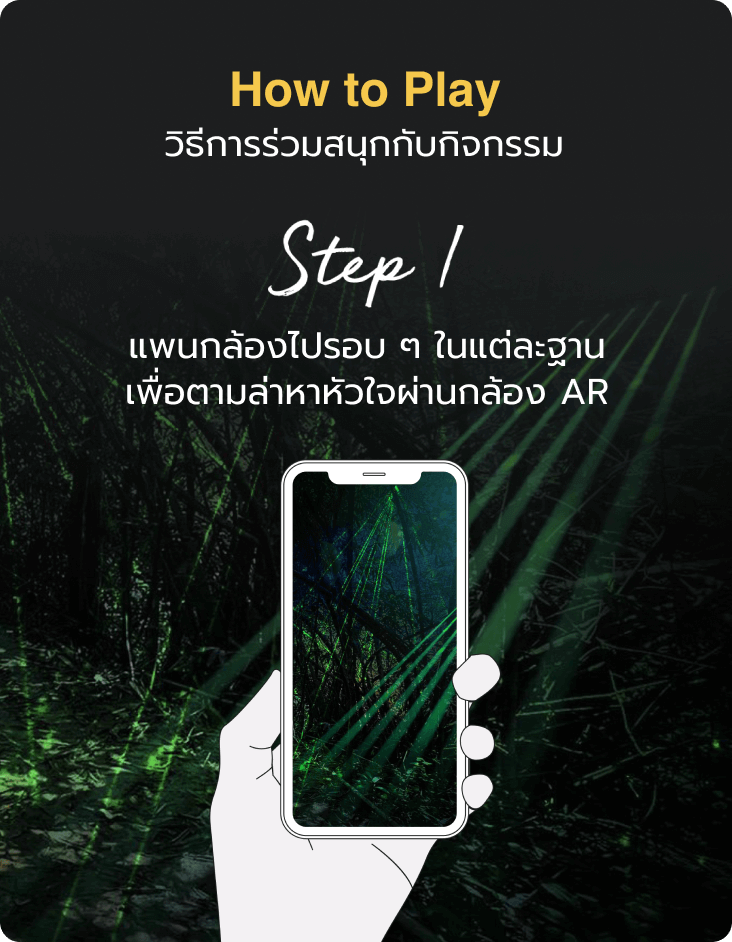 How to Play
วิธีการร่วมสนุกกับกิจกรรม
Step 1
แพนกล้องไปรอบ ๆ ในแต่ละฐาน
เพื่อตามล่าหาหัวใจผ่านกล้อง AR